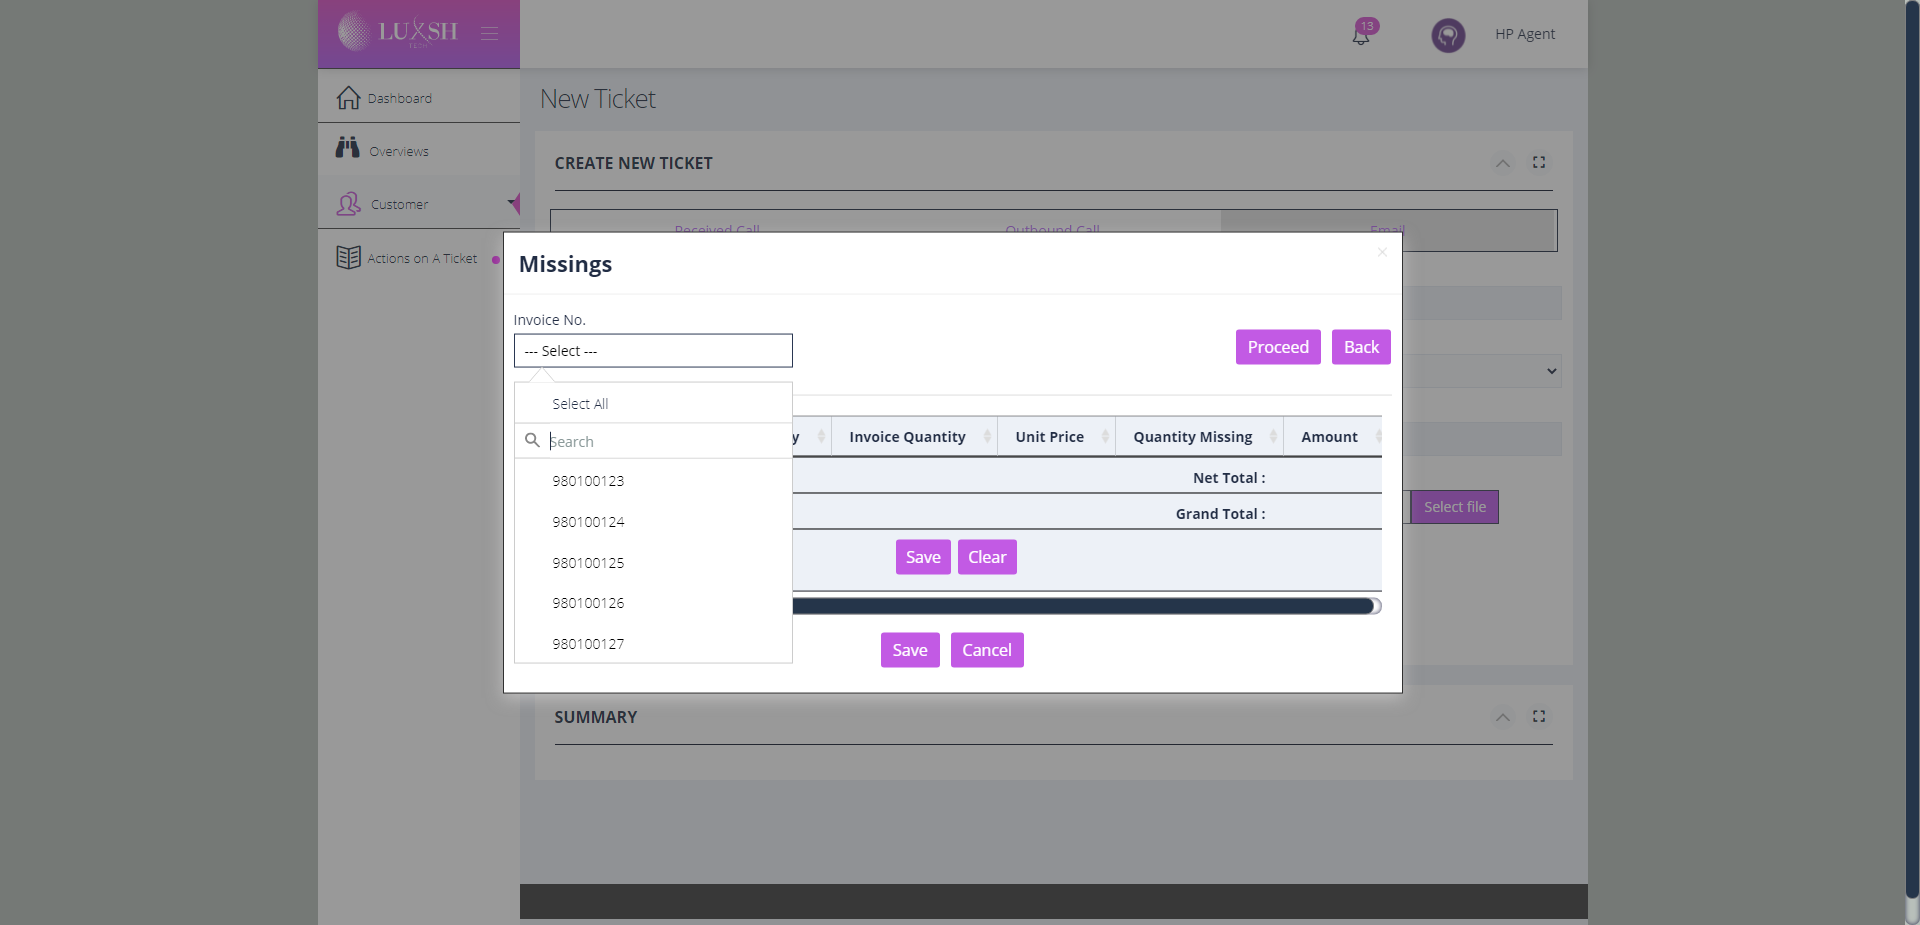 LUXSH
13
HP Agent
Dashboard
Overviews
Customer
Actions on A Ticket
New Ticket
CREATE NEW TICKET
Received Call
Outbound Call
Email
Missings
×
Invoice No.
--- Select ---
Proceed
Back
Select All
Search
980100123
980100124
980100125
980100126
980100127
y
Invoice Quantity
Unit Price
Quantity Missing
Amount
Net Total :
Grand Total :
Save
Clear
Save
Cancel
Select file
SUMMARY